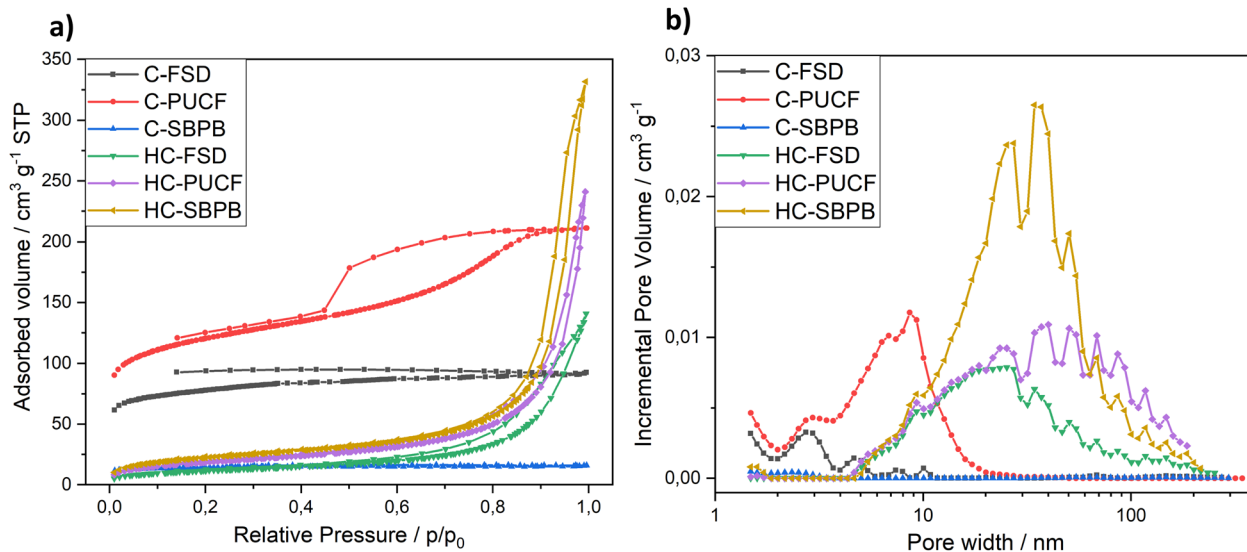 a)
350
300
250
200
150
100
50
0
Adsorbed volume / cm³ g⁻¹ STP
C-FSD
C-PUCF
C-SBPB
HC-FSD
HC-PUCF
HC-SBPB
0,0 0,2 0,4 0,6 0,8 1,0
Relative Pressure / p/p₀
b)
0,03
0,02
0,01
0,00
Incremental Pore Volume / cm³ g⁻¹
C-FSD
C-PUCF
C-SBPB
HC-FSD
HC-PUCF
HC-SBPB
1 10 100
Pore width / nm